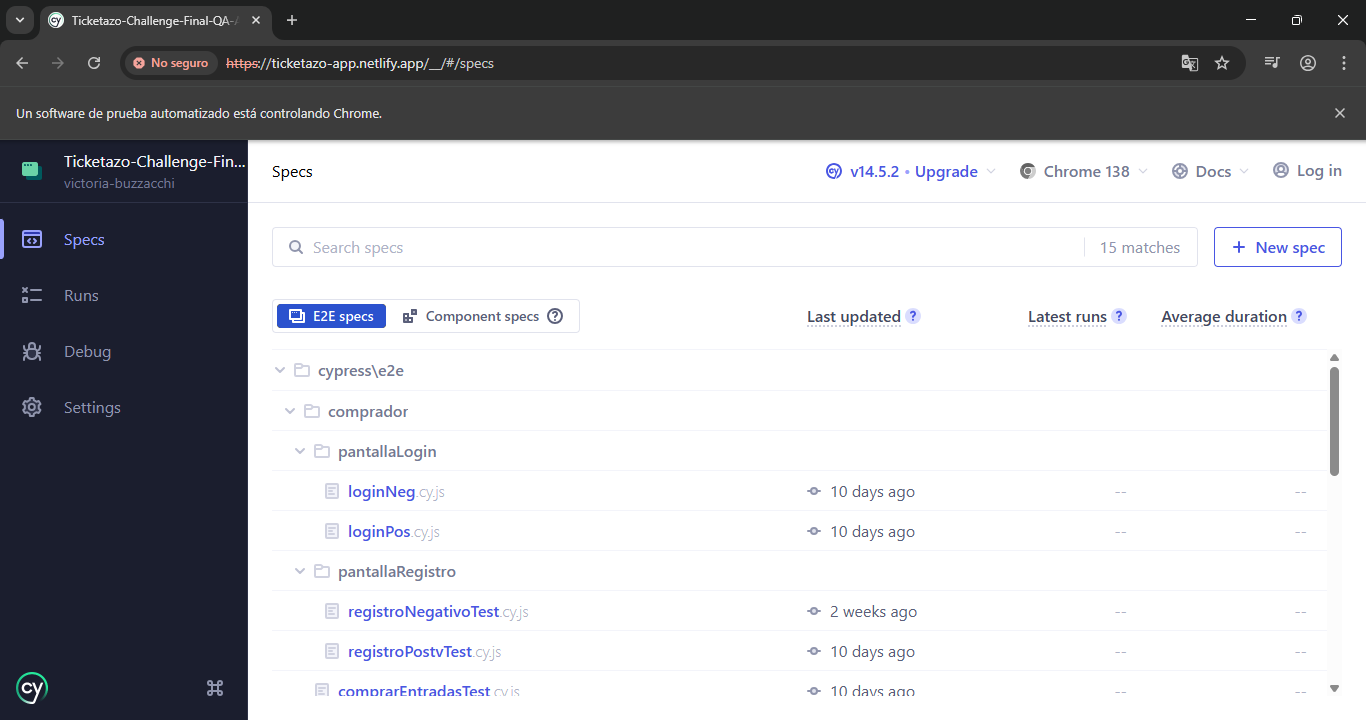 Ticketazo-Challenge-Final-QA-
No seguro https://ticketazo-app.netlify.app/__/#/specs
Un software de prueba automatizado está controlando Chrome.
Ticketazo-Challenge-Fin...
victoria-buzzacchi
Specs
Runs
Debug
Settings
cy
Specs
v14.5.2 • Upgrade
Chrome 138
Docs
Log in
Search specs
15 matches
+ New spec
E2E specs
Component specs ?
Last updated ?
Latest runs ?
Average duration ?
cypress\e2e
comprador
pantallaLogin
loginNeg.cy.js 10 days ago -- --
loginPos.cy.js 10 days ago -- --
pantallaRegistro
registroNegativoTest.cy.js 2 weeks ago -- --
registroPostvTest.cy.js 10 days ago -- --
comprarEntradasTest.cy.js 10 days ago -- --